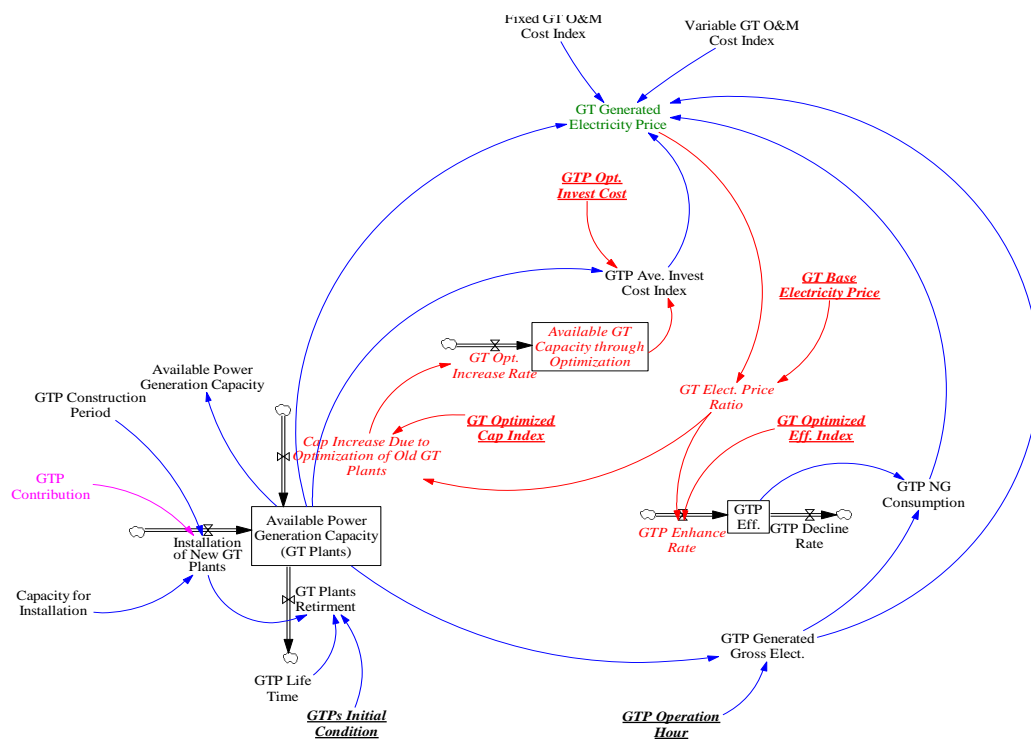 Fixed GT O&M
Cost Index
Variable GT O&M
Cost Index
GT Generated
Electricity Price
GTP Opt.
Invest Cost
GTP Ave. Invest
Cost Index
GT Base
Electricity Price
Available GT
Capacity through
Optimization
GT Opt.
Increase Rate
Available Power
Generation Capacity
GTP Construction
Period
GT Elect. Price
Ratio
GT Optimized
Cap Index
GT Optimized
Eff. Index
Cap Increase Due to
Optimization of Old GT
Plants
GTP
Contribution
GTP NG
Consumption
GTP
Eff.
GTP Enhance
Rate
GTP Decline
Rate
Available Power
Generation Capacity
(GT Plants)
Installation
of New GT
Plants
Capacity for
Installation
GT Plants
Retirment
GTP Generated
Gross Elect.
GTP Life
Time
GTPs Initial
Condition
GTP Operation
Hour